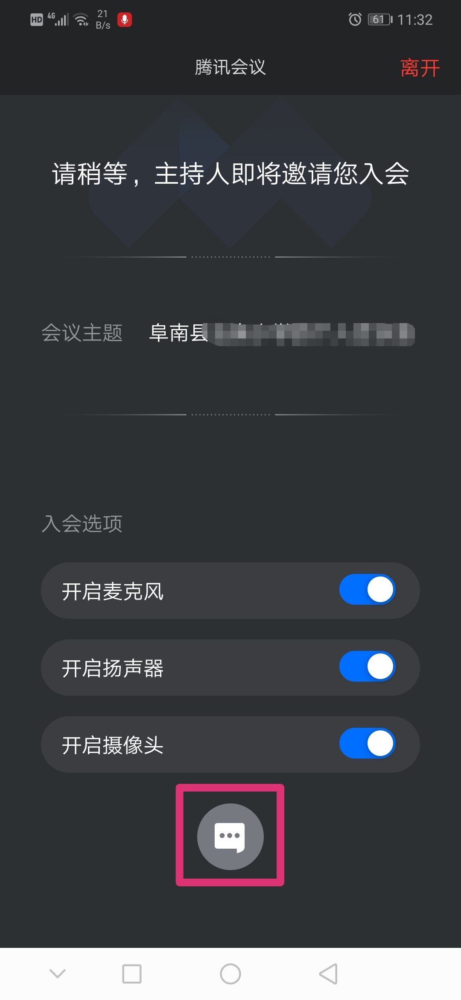 HD 4G 21 B/s 61 11:32
腾讯会议 离开
请稍等，主持人即将邀请您入会
会议主题 阜南县
入会选项
开启麦克风
开启扬声器
开启摄像头